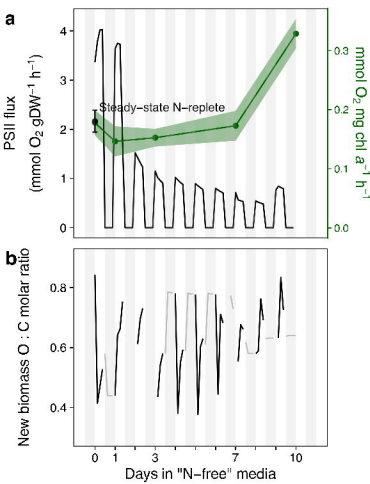 a
4
3
2
1
0
PSII flux
(mmol O₂ gDW⁻¹ h⁻¹)
Steady−state N−replete
0.3
0.2
0.1
0.0
mmol O₂ mg chl a⁻¹ h⁻¹
b
0.8
0.6
0.4
New biomass O : C molar ratio
0 1 3 7 10
Days in "N−free" media